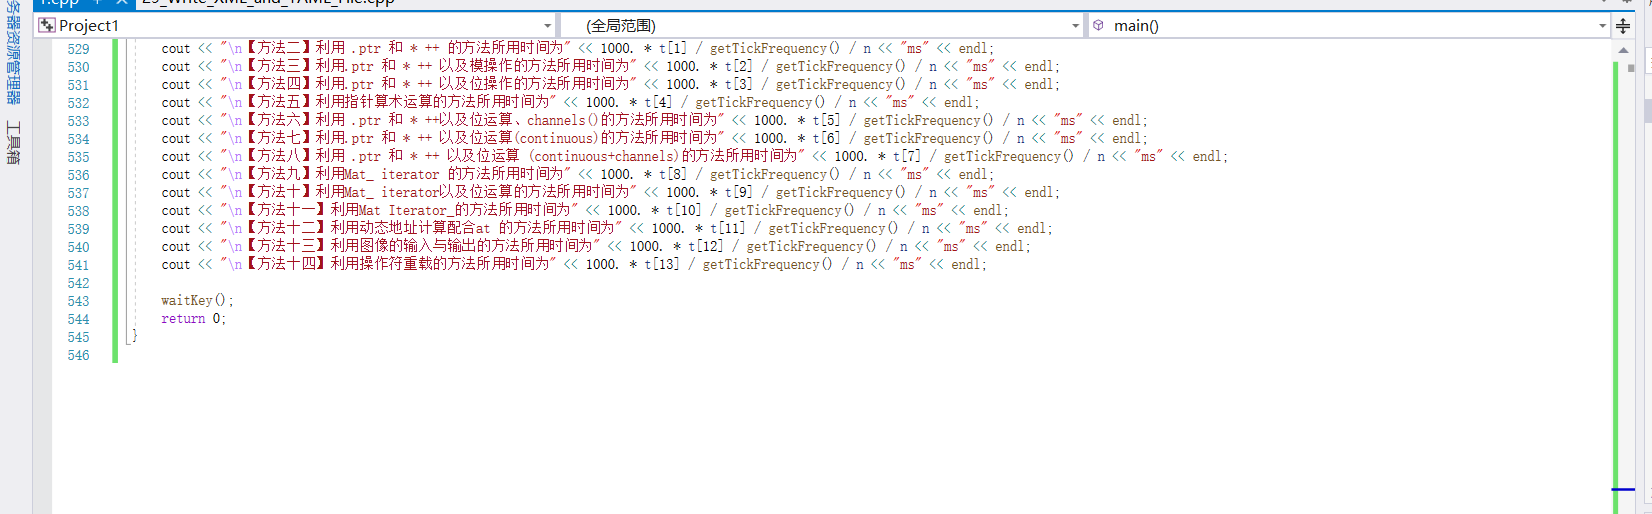 29_Write_XML_and_YAML_File.cpp
务器资源管理器
工具箱
Project1 (全局范围) main()
529 cout << "\n【方法二】利用 .ptr 和 * ++ 的方法所用时间为" << 1000. * t[1] / getTickFrequency() / n << "ms" << endl;
530 cout << "\n【方法三】利用.ptr 和 * ++ 以及模操作的方法所用时间为" << 1000. * t[2] / getTickFrequency() / n << "ms" << endl;
531 cout << "\n【方法四】利用.ptr 和 * ++ 以及位操作的方法所用时间为" << 1000. * t[3] / getTickFrequency() / n << "ms" << endl;
532 cout << "\n【方法五】利用指针算术运算的方法所用时间为" << 1000. * t[4] / getTickFrequency() / n << "ms" << endl;
533 cout << "\n【方法六】利用 .ptr 和 * ++以及位运算、channels()的方法所用时间为" << 1000. * t[5] / getTickFrequency() / n << "ms" << endl;
534 cout << "\n【方法七】利用.ptr 和 * ++ 以及位运算(continuous)的方法所用时间为" << 1000. * t[6] / getTickFrequency() / n << "ms" << endl;
535 cout << "\n【方法八】利用 .ptr 和 * ++ 以及位运算 (continuous+channels)的方法所用时间为" << 1000. * t[7] / getTickFrequency() / n << "ms" << endl;
536 cout << "\n【方法九】利用Mat_ iterator 的方法所用时间为" << 1000. * t[8] / getTickFrequency() / n << "ms" << endl;
537 cout << "\n【方法十】利用Mat_ iterator以及位运算的方法所用时间为" << 1000. * t[9] / getTickFrequency() / n << "ms" << endl;
538 cout << "\n【方法十一】利用Mat Iterator_的方法所用时间为" << 1000. * t[10] / getTickFrequency() / n << "ms" << endl;
539 cout << "\n【方法十二】利用动态地址计算配合at 的方法所用时间为" << 1000. * t[11] / getTickFrequency() / n << "ms" << endl;
540 cout << "\n【方法十三】利用图像的输入与输出的方法所用时间为" << 1000. * t[12] / getTickFrequency() / n << "ms" << endl;
541 cout << "\n【方法十四】利用操作符重载的方法所用时间为" << 1000. * t[13] / getTickFrequency() / n << "ms" << endl;
542
543 waitKey();
544 return 0;
545 }
546